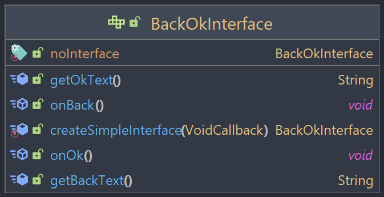 BackOkInterface
noInterface BackOkInterface
getOkText() String
onBack() void
createSimpleInterface(VoidCallback) BackOkInterface
onOk() void
getBackText() String